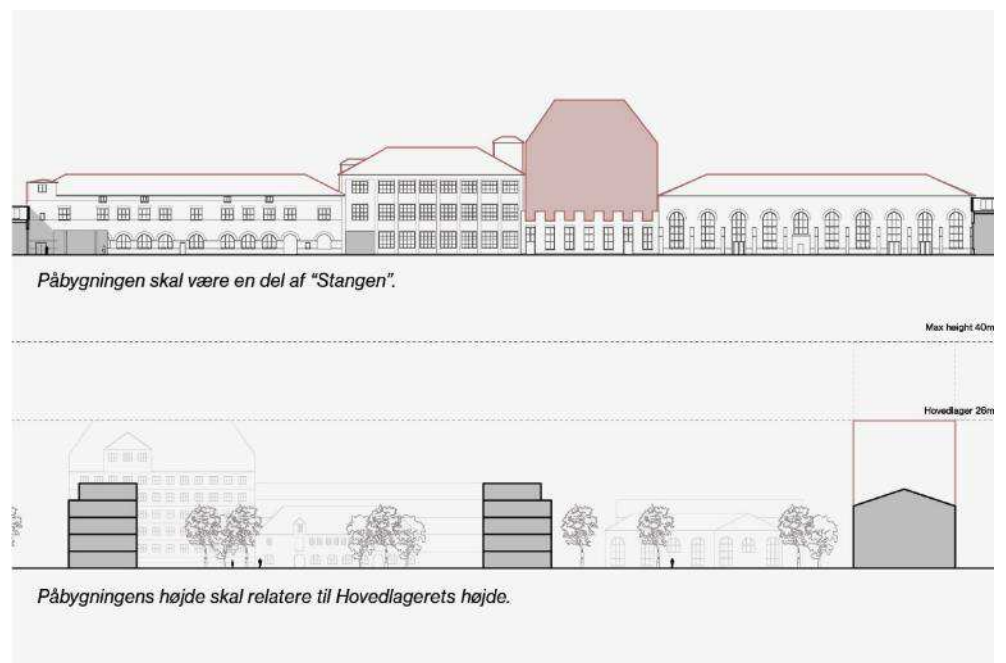 Påbygningen skal være en del af “Stangen”.
Max height 40m
Hovedlager 26m
Påbygningens højde skal relatere til Hovedlagerets højde.